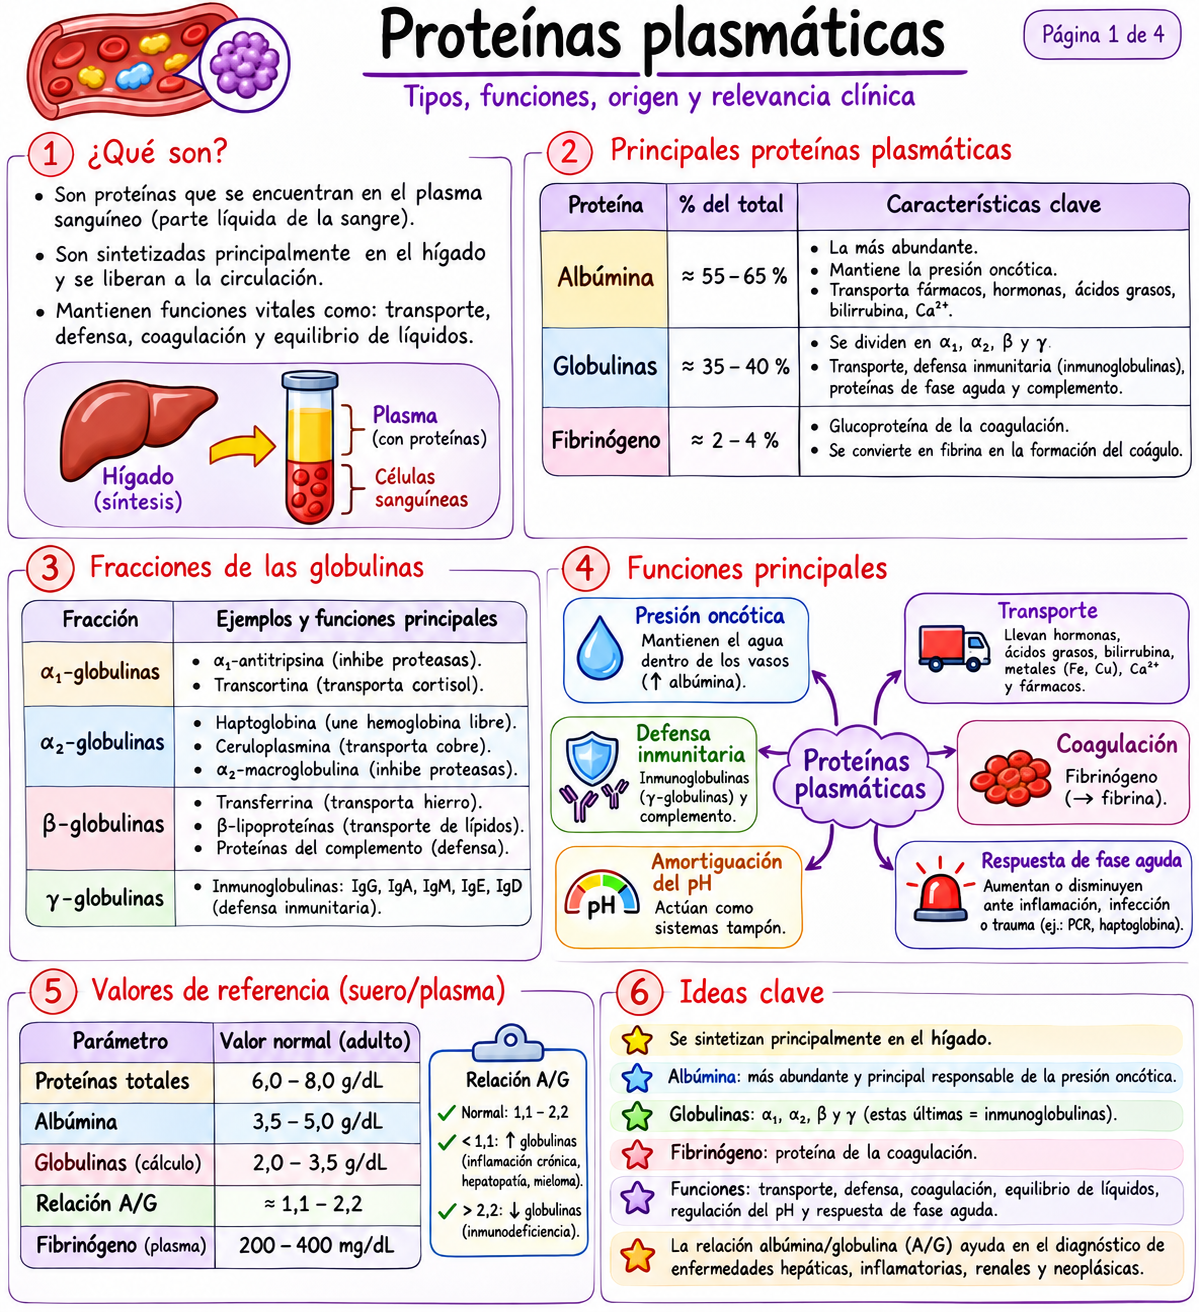 Proteínas plasmáticas
Tipos, funciones, origen y relevancia clínica
Página 1 de 4
1 ¿Qué son?
• Son proteínas que se encuentran en el plasma
sanguíneo (parte líquida de la sangre).
• Son sintetizadas principalmente en el hígado
y se liberan a la circulación.
• Mantienen funciones vitales como: transporte,
defensa, coagulación y equilibrio de líquidos.
Hígado
(síntesis)
Plasma
(con proteínas)
Células
sanguíneas
2 Principales proteínas plasmáticas
Proteína
% del total
Características clave
Albúmina
≈ 55 – 65 %
• La más abundante.
• Mantiene la presión oncótica.
• Transporta fármacos, hormonas, ácidos grasos,
bilirrubina, Ca²⁺.
Globulinas
≈ 35 – 40 %
• Se dividen en α₁, α₂, β y γ.
• Transporte, defensa inmunitaria (inmunoglobulinas),
proteínas de fase aguda y complemento.
Fibrinógeno
≈ 2 – 4 %
• Glucoproteína de la coagulación.
• Se convierte en fibrina en la formación del coágulo.
3 Fracciones de las globulinas
Fracción
Ejemplos y funciones principales
α₁-globulinas
• α₁-antitripsina (inhibe proteasas).
• Transcortina (transporta cortisol).
α₂-globulinas
• Haptoglobina (une hemoglobina libre).
• Ceruloplasmina (transporta cobre).
• α₂-macroglobulina (inhibe proteasas).
β-globulinas
• Transferrina (transporta hierro).
• β-lipoproteínas (transporte de lípidos).
• Proteínas del complemento (defensa).
γ-globulinas
• Inmunoglobulinas: IgG, IgA, IgM, IgE, IgD
(defensa inmunitaria).
4 Funciones principales
Presión oncótica
Mantienen el agua
dentro de los vasos
(↑ albúmina).
Transporte
Llevan hormonas,
ácidos grasos, bilirrubina,
metales (Fe, Cu), Ca²⁺
y fármacos.
Defensa
inmunitaria
Inmunoglobulinas
(γ-globulinas) y
complemento.
Proteínas
plasmáticas
Coagulación
Fibrinógeno
(→ fibrina).
Amortiguación
del pH
Actúan como
sistemas tampón.
pH
Respuesta de fase aguda
Aumentan o disminuyen
ante inflamación, infección
o trauma (ej.: PCR, haptoglobina).
5 Valores de referencia (suero/plasma)
Parámetro
Valor normal (adulto)
Proteínas totales
6,0 – 8,0 g/dL
Albúmina
3,5 – 5,0 g/dL
Globulinas (cálculo)
2,0 – 3,5 g/dL
Relación A/G
≈ 1,1 – 2,2
Fibrinógeno (plasma)
200 – 400 mg/dL
Relación A/G
✓ Normal: 1,1 – 2,2
✓ < 1,1: ↑ globulinas
(inflamación crónica,
hepatopatía, mieloma).
✓ > 2,2: ↓ globulinas
(inmunodeficiencia).
6 Ideas clave
Se sintetizan principalmente en el hígado.
Albúmina: más abundante y principal responsable de la presión oncótica.
Globulinas: α₁, α₂, β y γ (estas últimas = inmunoglobulinas).
Fibrinógeno: proteína de la coagulación.
Funciones: transporte, defensa, coagulación, equilibrio de líquidos,
regulación del pH y respuesta de fase aguda.
La relación albúmina/globulina (A/G) ayuda en el diagnóstico de
enfermedades hepáticas, inflamatorias, renales y neoplásicas.